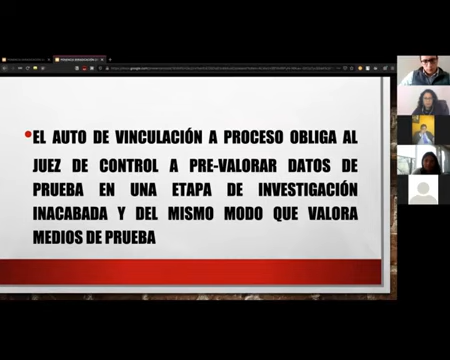 EL AUTO DE VINCULACIÓN A PROCESO OBLIGA AL
JUEZ DE CONTROL A PRE-VALORAR DATOS DE
PRUEBA EN UNA ETAPA DE INVESTIGACIÓN
INACABADA Y DEL MISMO MODO QUE VALORA
MEDIOS DE PRUEBA